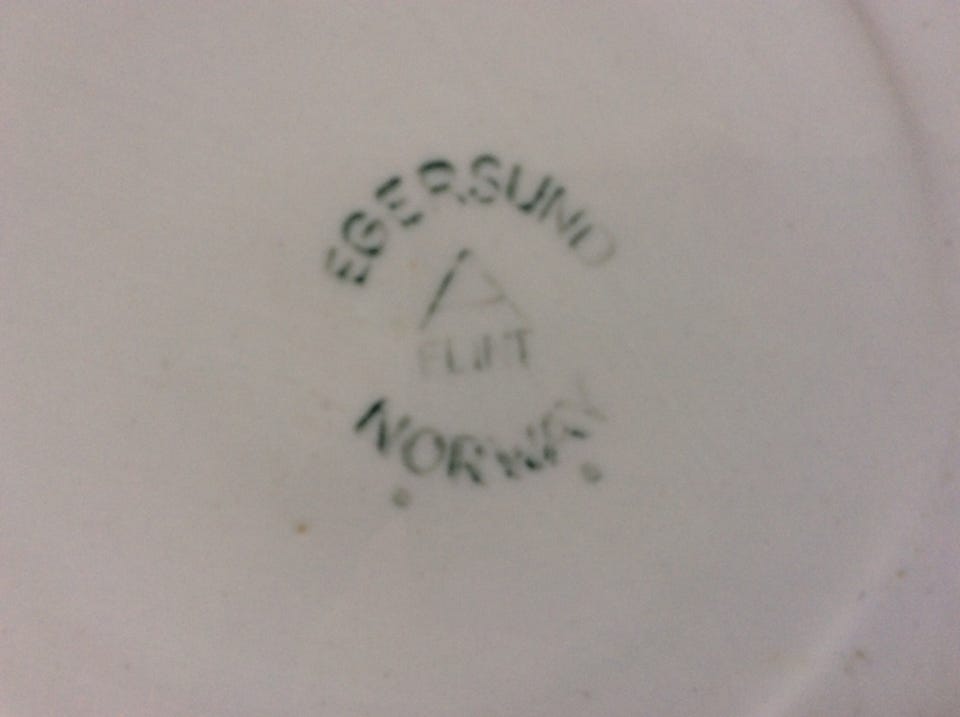 EGERSUND
A
FLINT
NORWAY